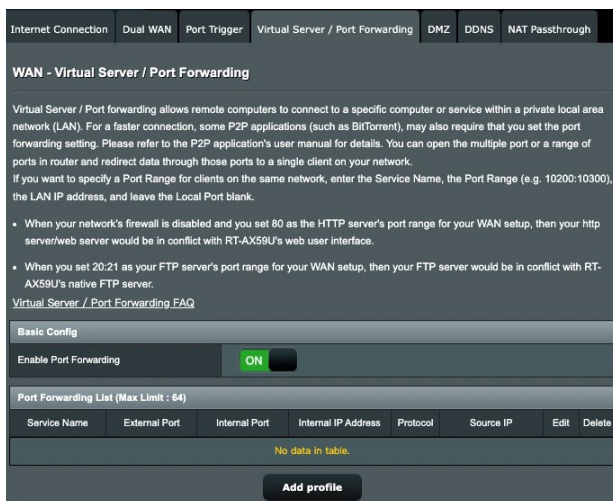 Internet Connection Dual WAN Port Trigger Virtual Server / Port Forwarding DMZ DDNS NAT Passthrough
WAN - Virtual Server / Port Forwarding
Virtual Server / Port forwarding allows remote computers to connect to a specific computer or service within a private local area
network (LAN). For a faster connection, some P2P applications (such as BitTorrent), may also require that you set the port
forwarding setting. Please refer to the P2P application's user manual for details. You can open the multiple port or a range of
ports in router and redirect data through those ports to a single client on your network.
If you want to specify a Port Range for clients on the same network, enter the Service Name, the Port Range (e.g. 10200:10300),
the LAN IP address, and leave the Local Port blank.
• When your network's firewall is disabled and you set 80 as the HTTP server's port range for your WAN setup, then your http
server/web server would be in conflict with RT-AX59U's web user interface.
• When you set 20:21 as your FTP server's port range for your WAN setup, then your FTP server would be in conflict with RT-
AX59U's native FTP server.
Virtual Server / Port Forwarding FAQ
Basic Config
Enable Port Forwarding ON
Port Forwarding List (Max Limit : 64)
Service Name External Port Internal Port Internal IP Address Protocol Source IP Edit Delete
No data in table.
Add profile